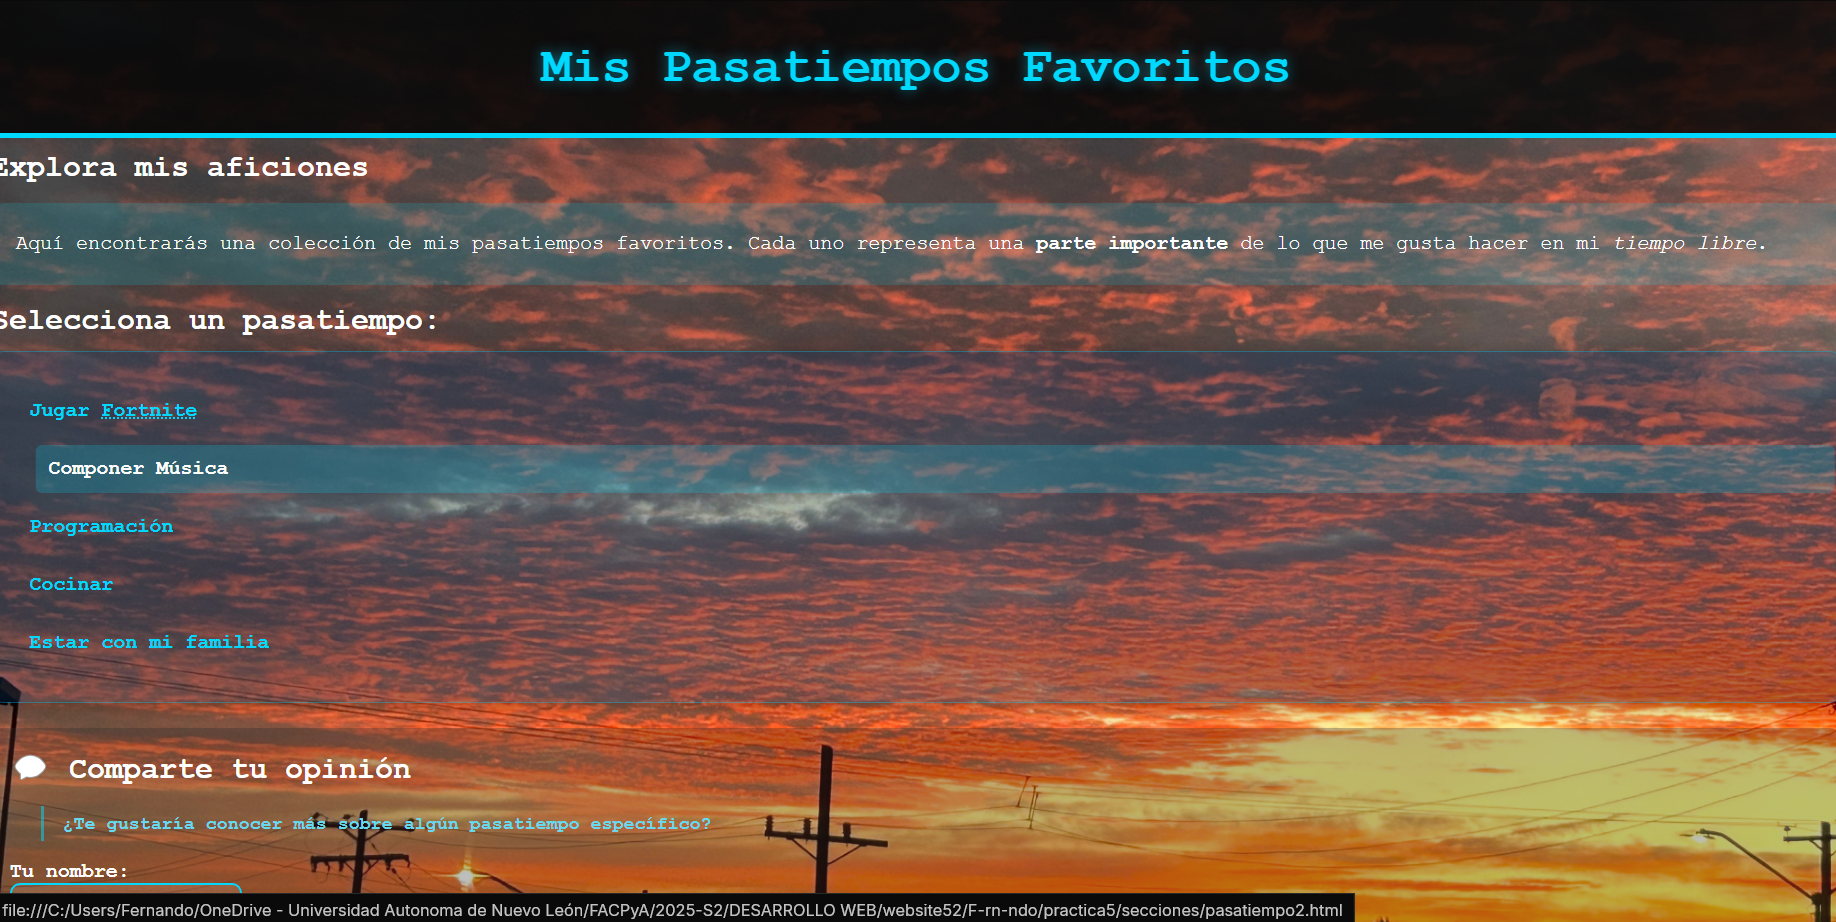 Mis Pasatiempos Favoritos
Explora mis aficiones
Aquí encontrarás una colección de mis pasatiempos favoritos. Cada uno representa una parte importante de lo que me gusta hacer en mi tiempo libre.
Selecciona un pasatiempo:
Jugar Fortnite
Componer Música
Programación
Cocinar
Estar con mi familia
Comparte tu opinión
¿Te gustaría conocer más sobre algún pasatiempo específico?
Tu nombre:
file:///C:/Users/Fernando/OneDrive - Universidad Autonoma de Nuevo León/FACPyA/2025-S2/DESARROLLO WEB/website52/F-rn-ndo/practica5/secciones/pasatiempo2.html